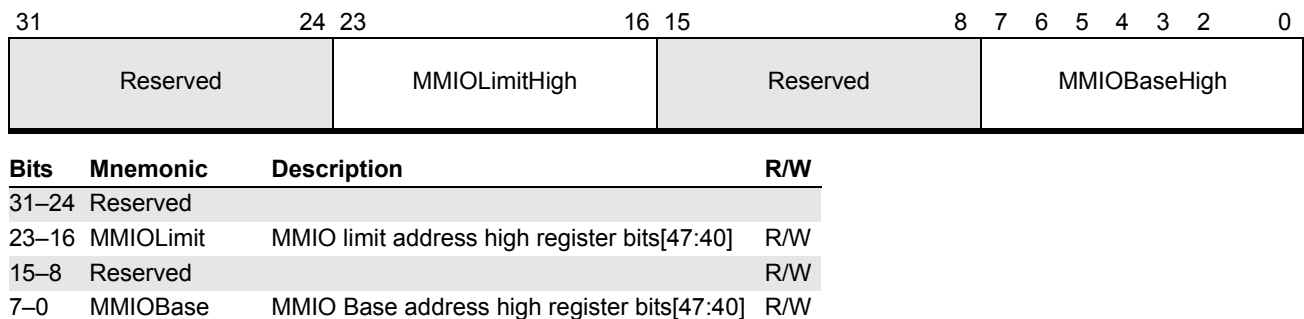 31 24 23 16 15 8 7 6 5 4 3 2 0
Reserved MMIOLimitHigh Reserved MMIOBaseHigh
Bits Mnemonic Description R/W
31–24 Reserved
23–16 MMIOLimit MMIO limit address high register bits[47:40] R/W
15–8 Reserved R/W
7–0 MMIOBase MMIO Base address high register bits[47:40] R/W